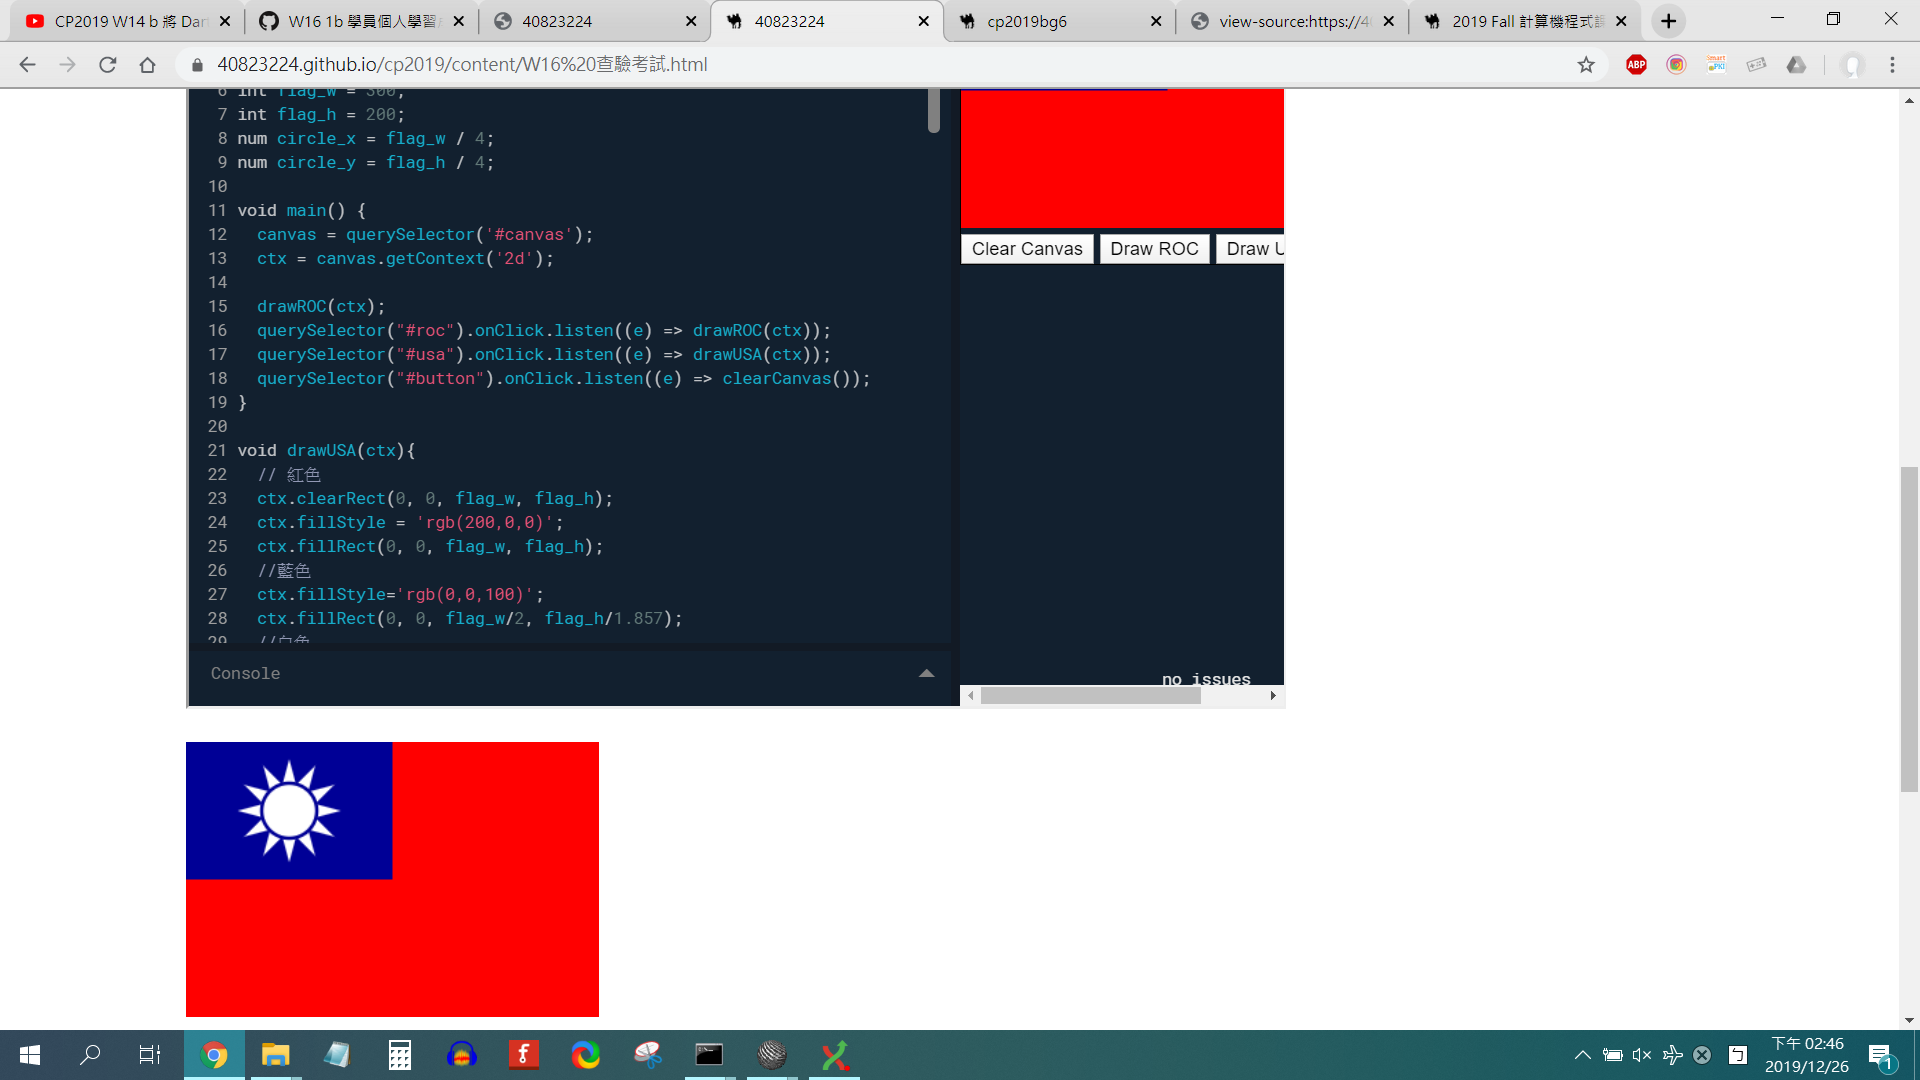 CP2019 W14 b 將 Dar
W16 1b 學員個人學習
40823224
40823224
cp2019bg6
view-source:https://4
2019 Fall 計算機程式
40823224.github.io/cp2019/content/W16%20查驗考試.html
ABP
6 int flag_w = 300;
7 int flag_h = 200;
8 num circle_x = flag_w / 4;
9 num circle_y = flag_h / 4;
10
11 void main() {
12 canvas = querySelector('#canvas');
13 ctx = canvas.getContext('2d');
14
15 drawROC(ctx);
16 querySelector("#roc").onClick.listen((e) => drawROC(ctx));
17 querySelector("#usa").onClick.listen((e) => drawUSA(ctx));
18 querySelector("#button").onClick.listen((e) => clearCanvas());
19 }
20
21 void drawUSA(ctx){
22 // 紅色
23 ctx.clearRect(0, 0, flag_w, flag_h);
24 ctx.fillStyle = 'rgb(200,0,0)';
25 ctx.fillRect(0, 0, flag_w, flag_h);
26 //藍色
27 ctx.fillStyle='rgb(0,0,100)';
28 ctx.fillRect(0, 0, flag_w/2, flag_h/1.857);
29 //白色
Console
Clear Canvas
Draw ROC
Draw U
no issues
下午 02:46
2019/12/26
1